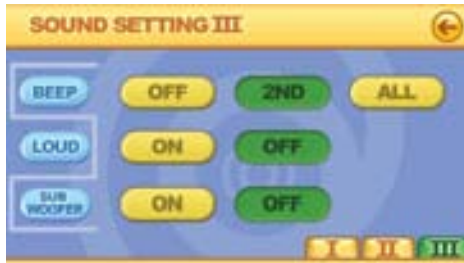 SOUND SETTING III
BEEP OFF 2ND ALL
LOUD ON OFF
SUB
WOOFER ON OFF
I II III